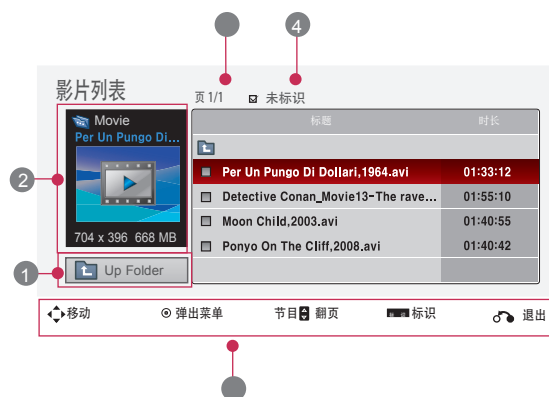 4
影片列表
页 1/1 未标识
标题 时长
Movie
Per Un Pungo Di...
Per Un Pungo Di Dollari,1964.avi 01:33:12
2
Detective Conan_Movie13-The rave... 01:55:10
Moon Child,2003.avi 01:40:55
704 x 396 668 MB
Ponyo On The Cliff,2008.avi 01:40:42
1
Up Folder
移动 弹出菜单 节目 翻页 标识 退出